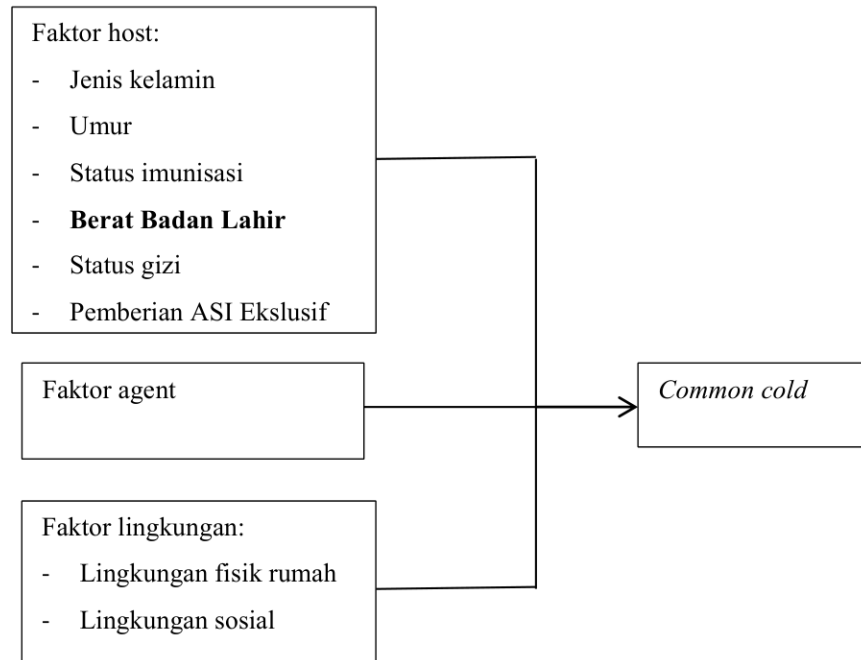 Faktor host:
- Jenis kelamin
- Umur
- Status imunisasi
- Berat Badan Lahir
- Status gizi
- Pemberian ASI Ekslusif
Faktor agent
Common cold
Faktor lingkungan:
- Lingkungan fisik rumah
- Lingkungan sosial